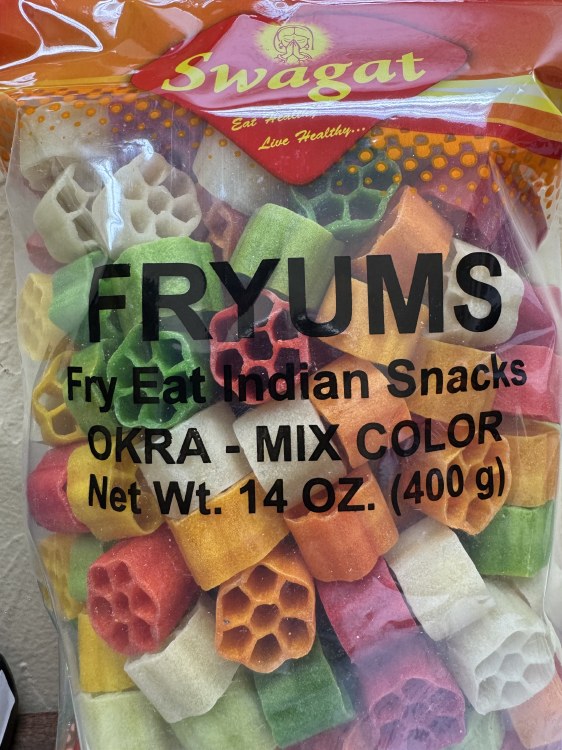 Swagat
Eat Healthy
Live Healthy...
FRYUMS
Fry Eat Indian Snacks
OKRA - MIX COLOR
Net Wt. 14 OZ. (400 g)